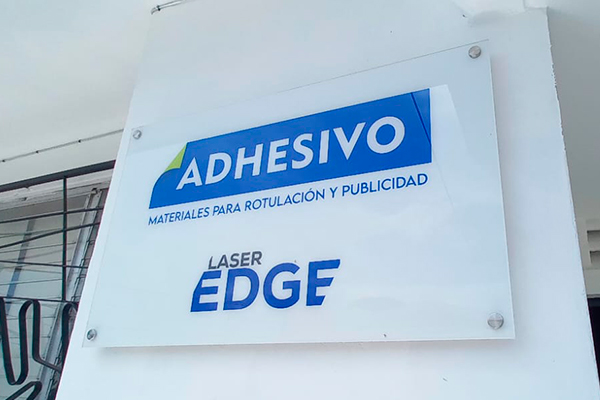 ADHESIVO
MATERIALES PARA ROTULACIÓN Y PUBLICIDAD
LASER
EDGE